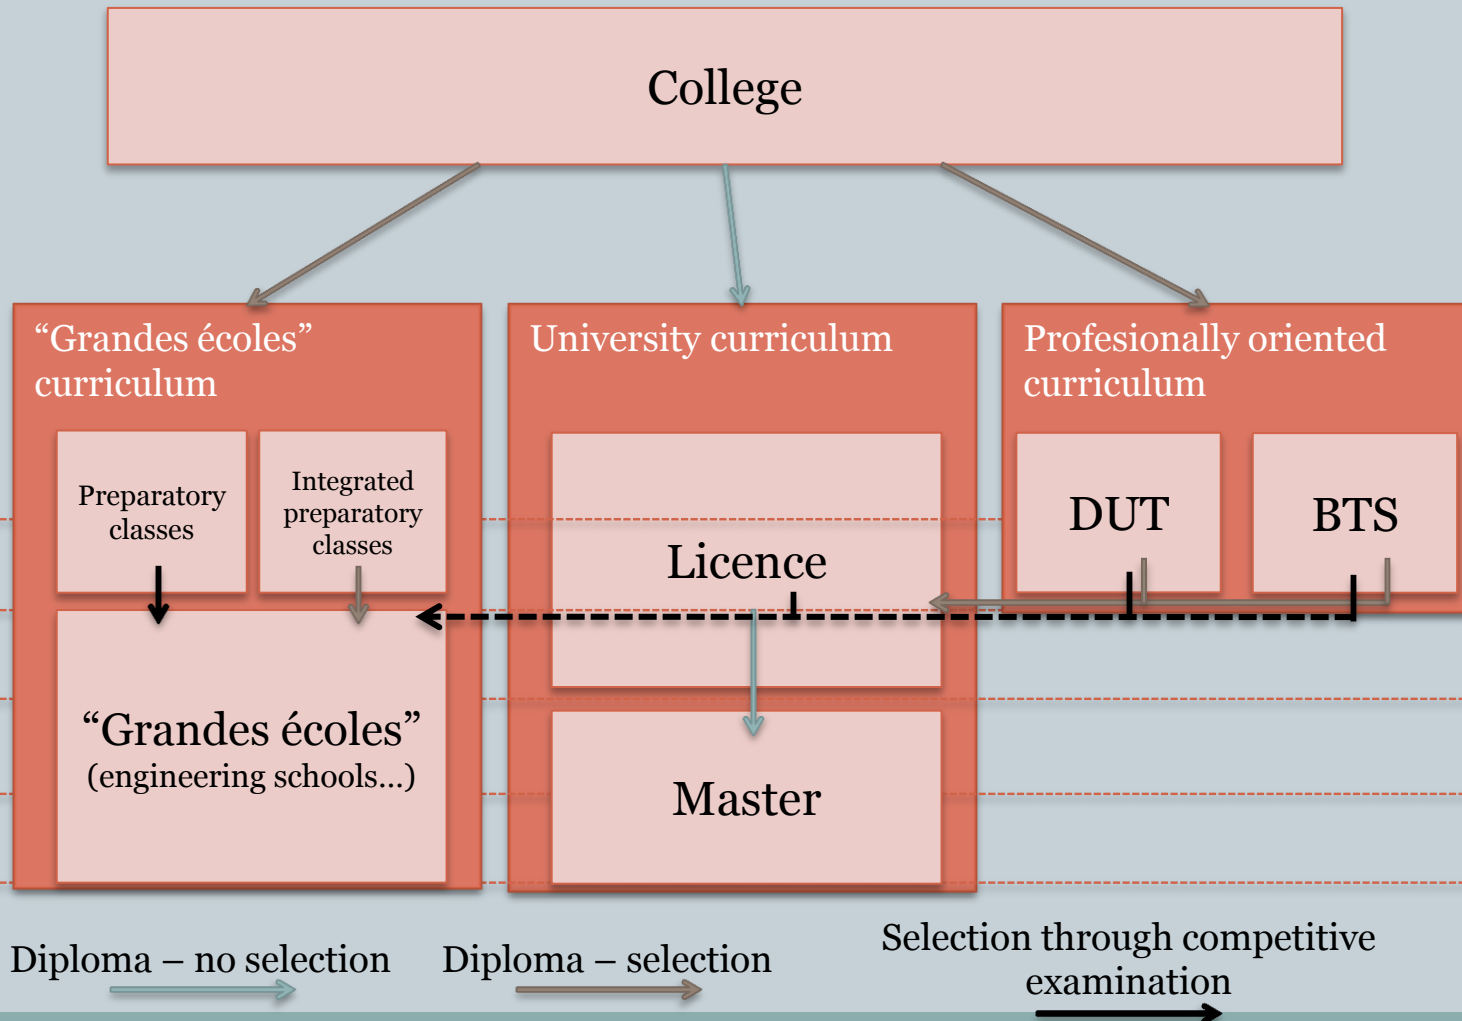 College
“Grandes écoles”
curriculum
University curriculum
Profesionally oriented
curriculum
Preparatory
classes
Integrated
preparatory
classes
Licence
DUT
BTS
“Grandes écoles”
(engineering schools…)
Master
Diploma – no selection
Diploma – selection
Selection through competitive
examination